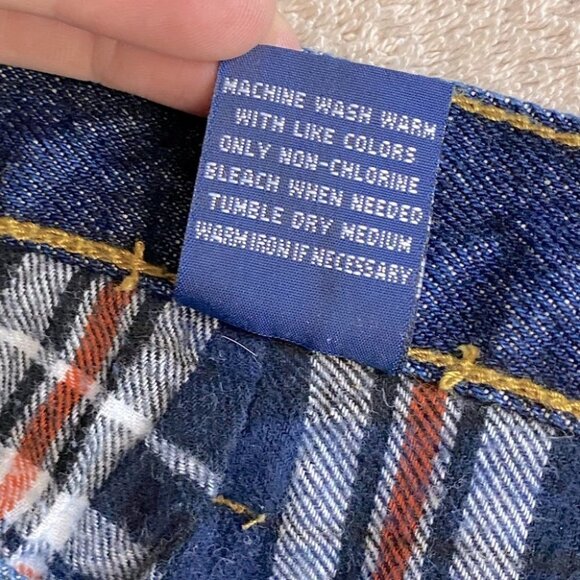 MACHINE WASH WARM
WITH LIKE COLORS
ONLY NON-CHLORINE
BLEACH WHEN NEEDED
TUMBLE DRY MEDIUM
WARM IRON IF NECESSARY